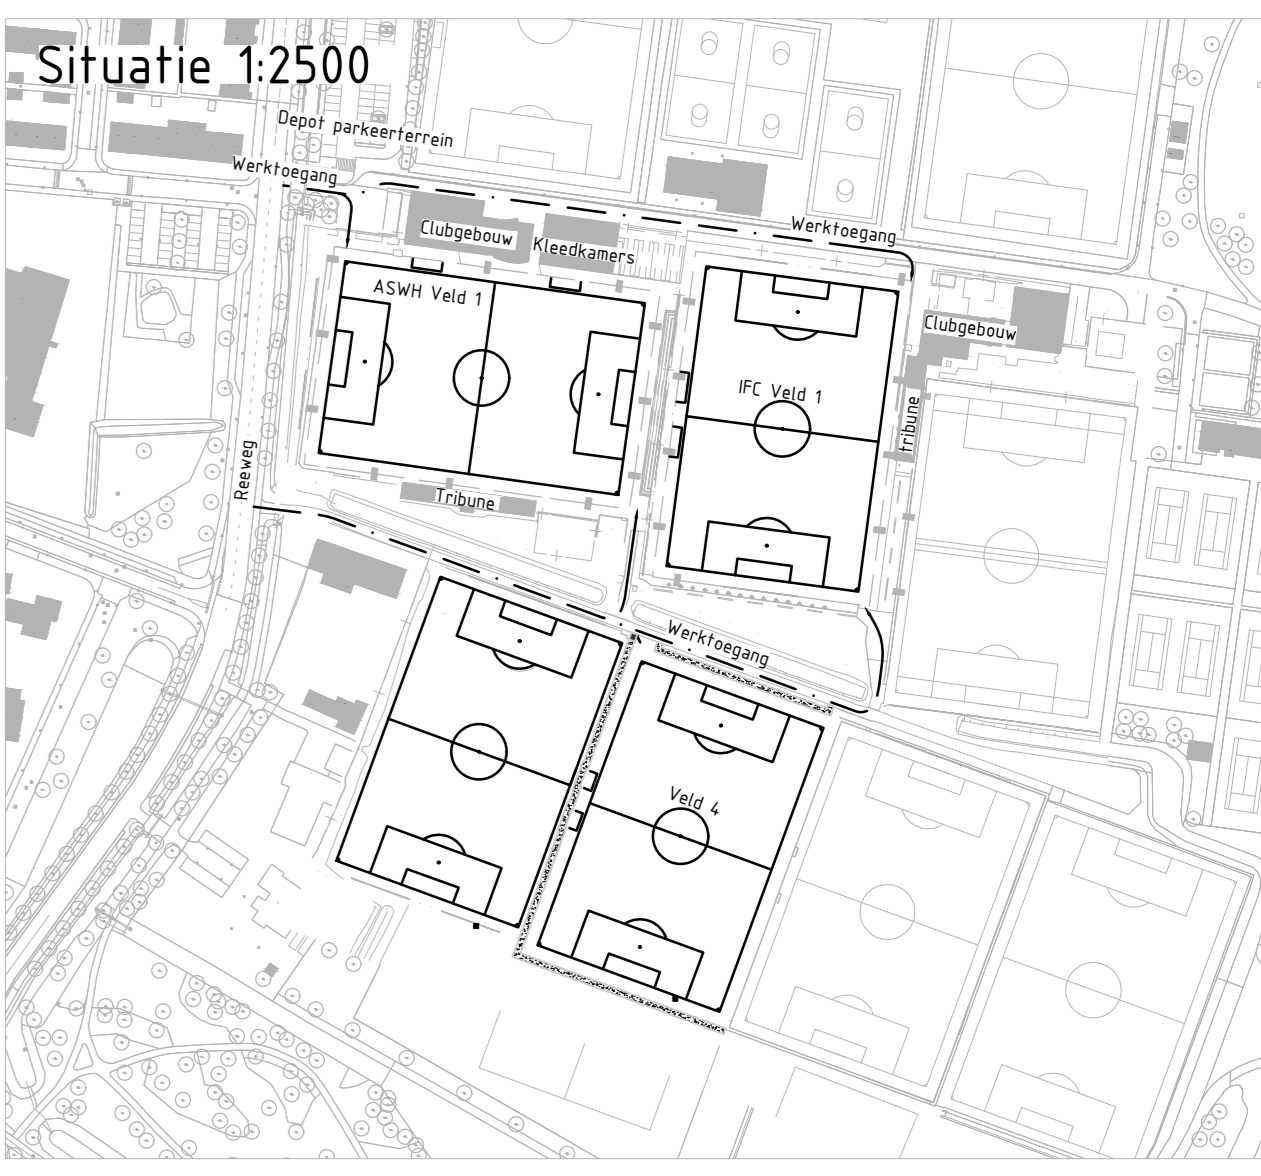 Situatie 1:2500
Depot parkeerterrein
Werktoegang
Clubgebouw
Kleedkamers
Werktoegang
ASWH Veld 1
Clubgebouw
IFC Veld 1
tribune
Reeweg
Tribune
Werktoegang
Veld 4